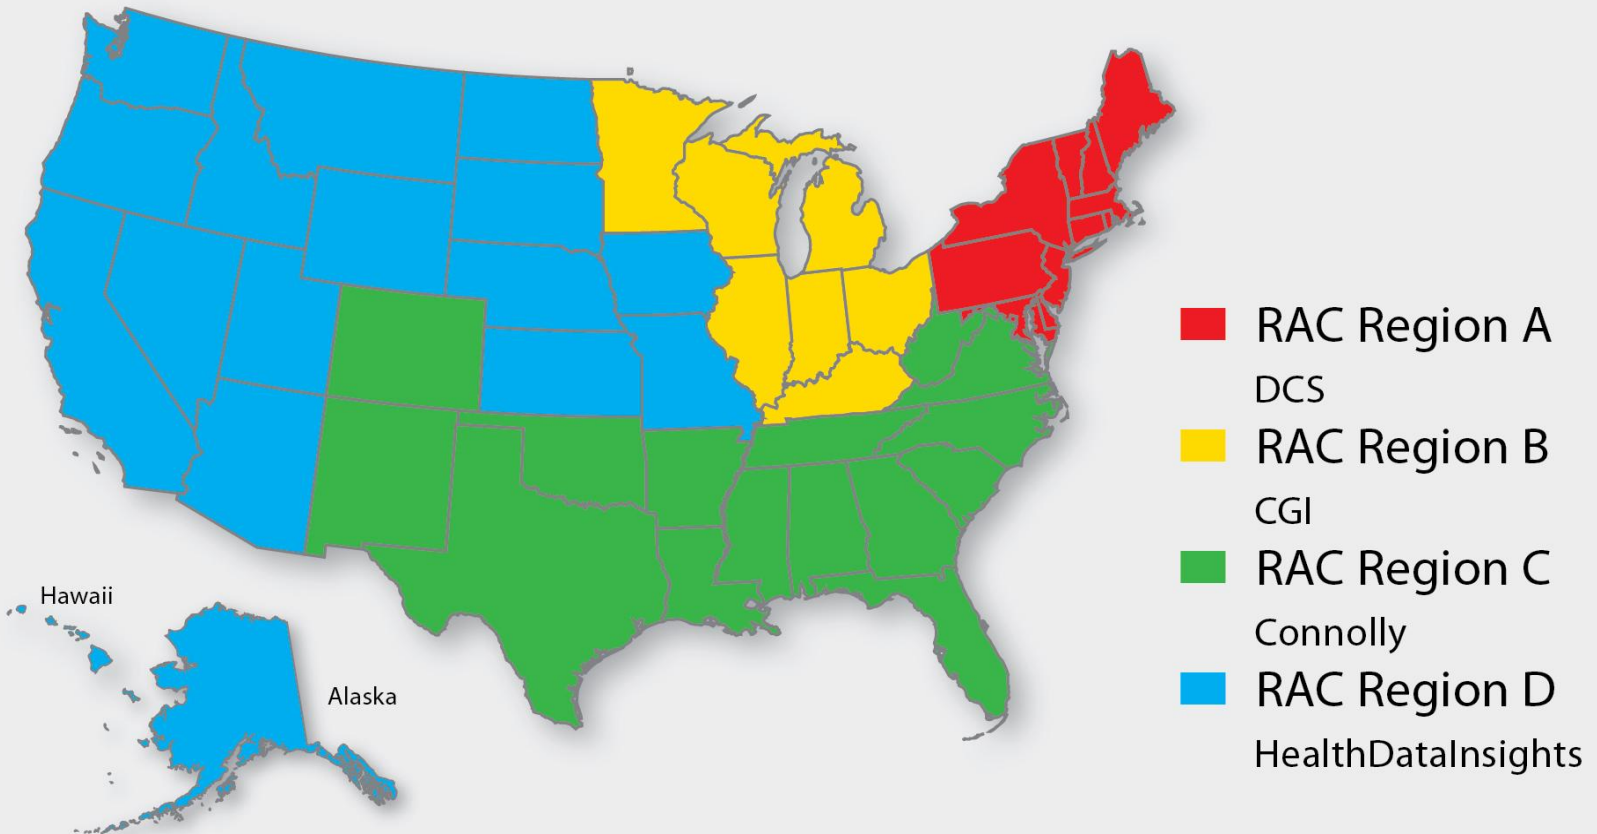 RAC Region A
DCS
RAC Region B
CGI
RAC Region C
Connolly
RAC Region D
HealthDataInsights
Hawaii
Alaska